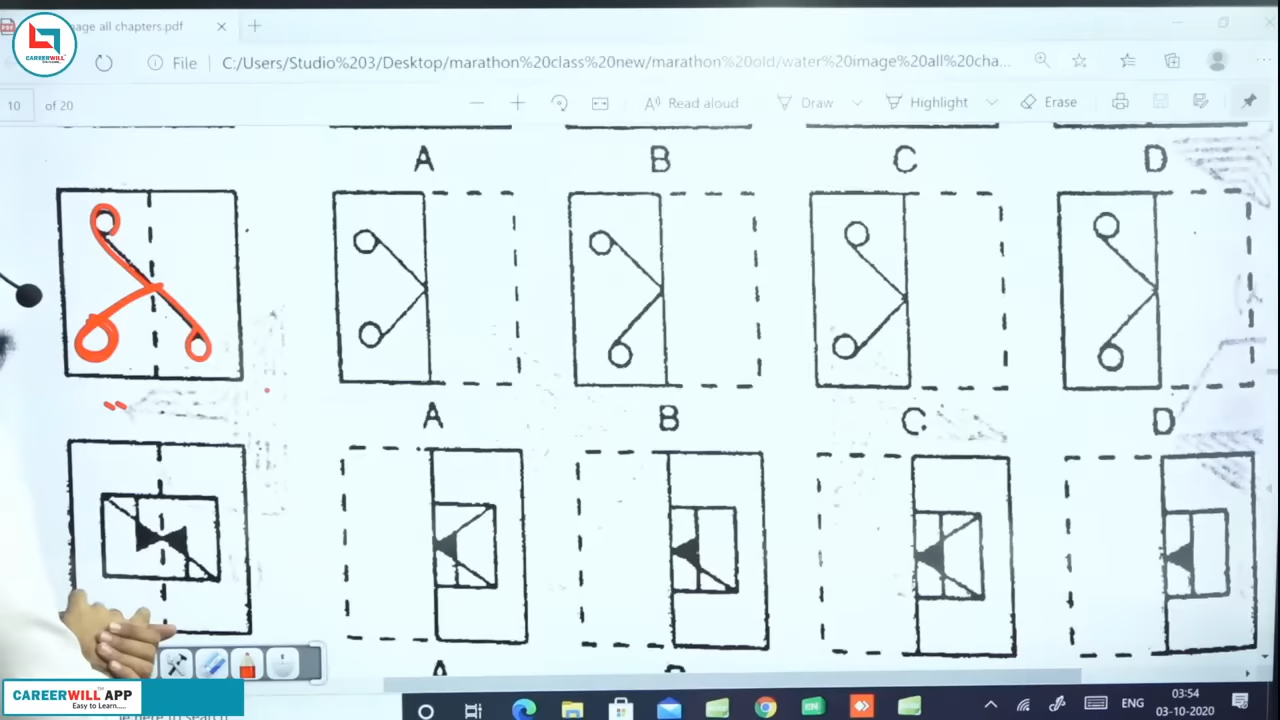 nage all chapters.pdf
CAREERWILL
File C:/Users/Studio%203/Desktop/marathon%20class%20new/marathon%20old/water%20image%20all%20cha...
10 of 20 Read aloud Draw Highlight Erase
A B C D
A B C D
A
CAREERWILL APP
Easy to Learn.....
ENG 03:54
03-10-2020